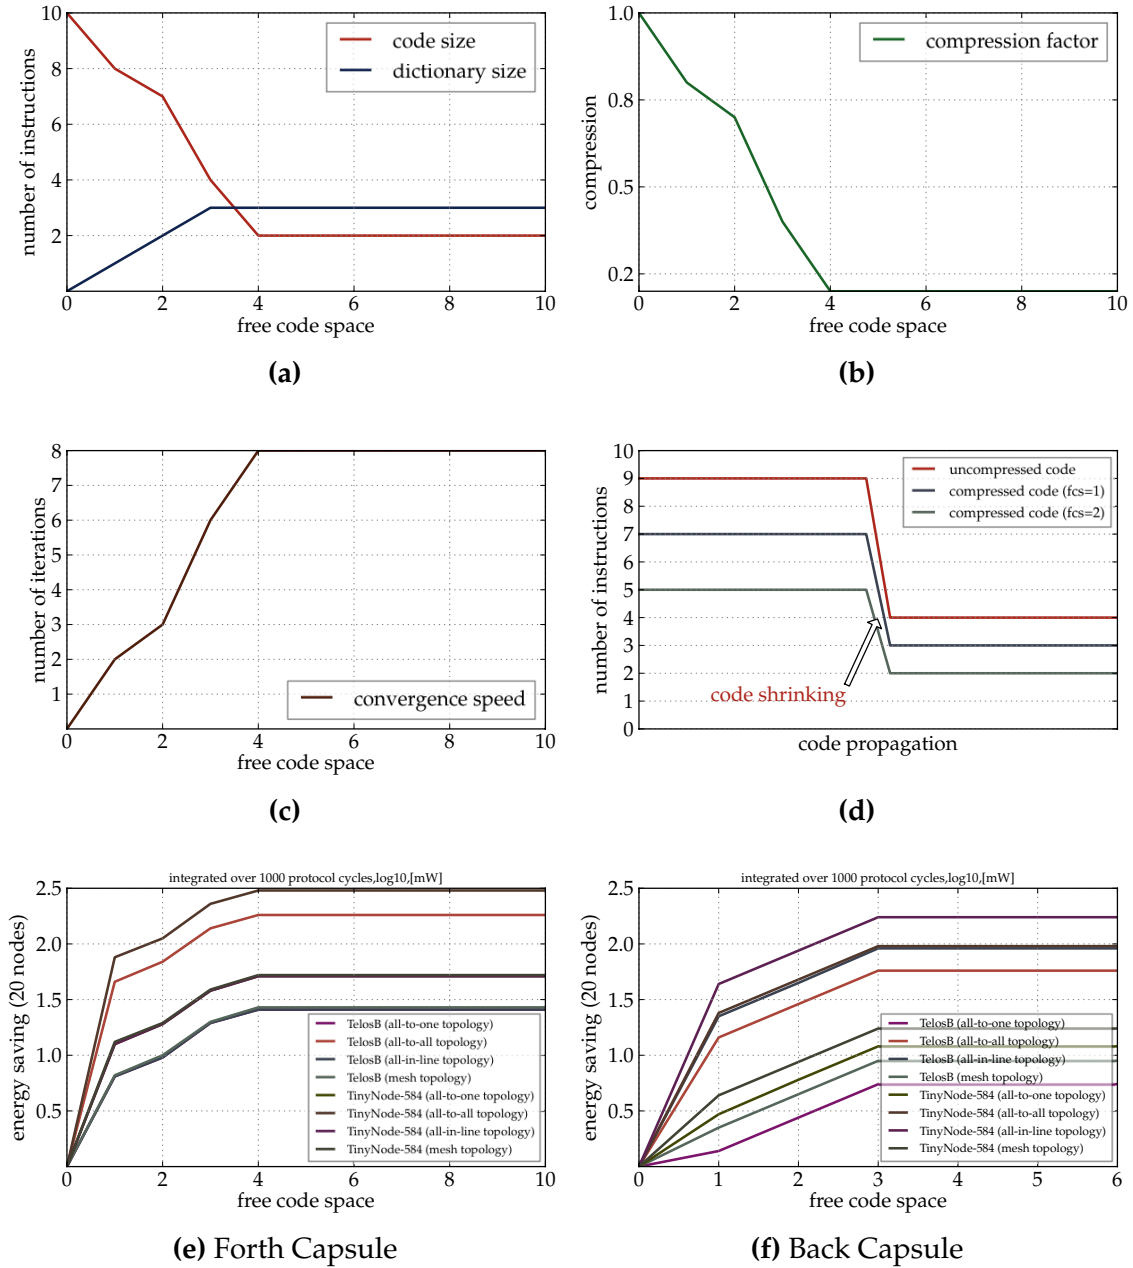 10
8
6
4
2
number of instructions
code size
dictionary size
0 2 4 6 8 10
free code space
(a)
1.0
0.8
0.5
0.2
compression
compression factor
0 2 4 6 8 10
free code space
(b)
8
7
6
5
4
3
2
1
number of iterations
convergence speed
0 2 4 6 8 10
free code space
(c)
10
9
8
7
6
5
4
3
2
1
0
number of instructions
uncompressed code
compressed code (fcs=1)
compressed code (fcs=2)
code shrinking
code propagation
(d)
integrated over 1000 protocol cycles,log10,[mW]
2.5
2.0
1.5
1.0
0.5
energy saving (20 nodes)
TelosB (all-to-one topology)
TelosB (all-to-all topology)
TelosB (all-in-line topology)
TelosB (mesh topology)
TinyNode-584 (all-to-one topology)
TinyNode-584 (all-to-all topology)
TinyNode-584 (all-in-line topology)
TinyNode-584 (mesh topology)
0 2 4 6 8 10
free code space
(e) Forth Capsule
integrated over 1000 protocol cycles,log10,[mW]
2.5
2.0
1.5
1.0
0.5
energy saving (20 nodes)
TelosB (all-to-one topology)
TelosB (all-to-all topology)
TelosB (all-in-line topology)
TelosB (mesh topology)
TinyNode-584 (all-to-one topology)
TinyNode-584 (all-to-all topology)
TinyNode-584 (all-in-line topology)
TinyNode-584 (mesh topology)
0 1 2 3 4 5 6
free code space
(f) Back Capsule